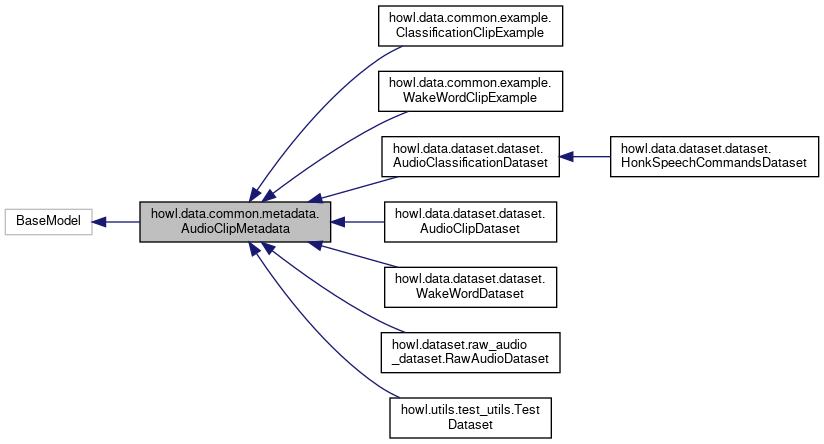 howl.data.common.example.
ClassificationClipExample
howl.data.common.example.
WakeWordClipExample
howl.data.dataset.dataset.
AudioClassificationDataset
howl.data.dataset.dataset.
HonkSpeechCommandsDataset
BaseModel
howl.data.common.metadata.
AudioClipMetadata
howl.data.dataset.dataset.
AudioClipDataset
howl.data.dataset.dataset.
WakeWordDataset
howl.dataset.raw_audio
_dataset.RawAudioDataset
howl.utils.test_utils.Test
Dataset